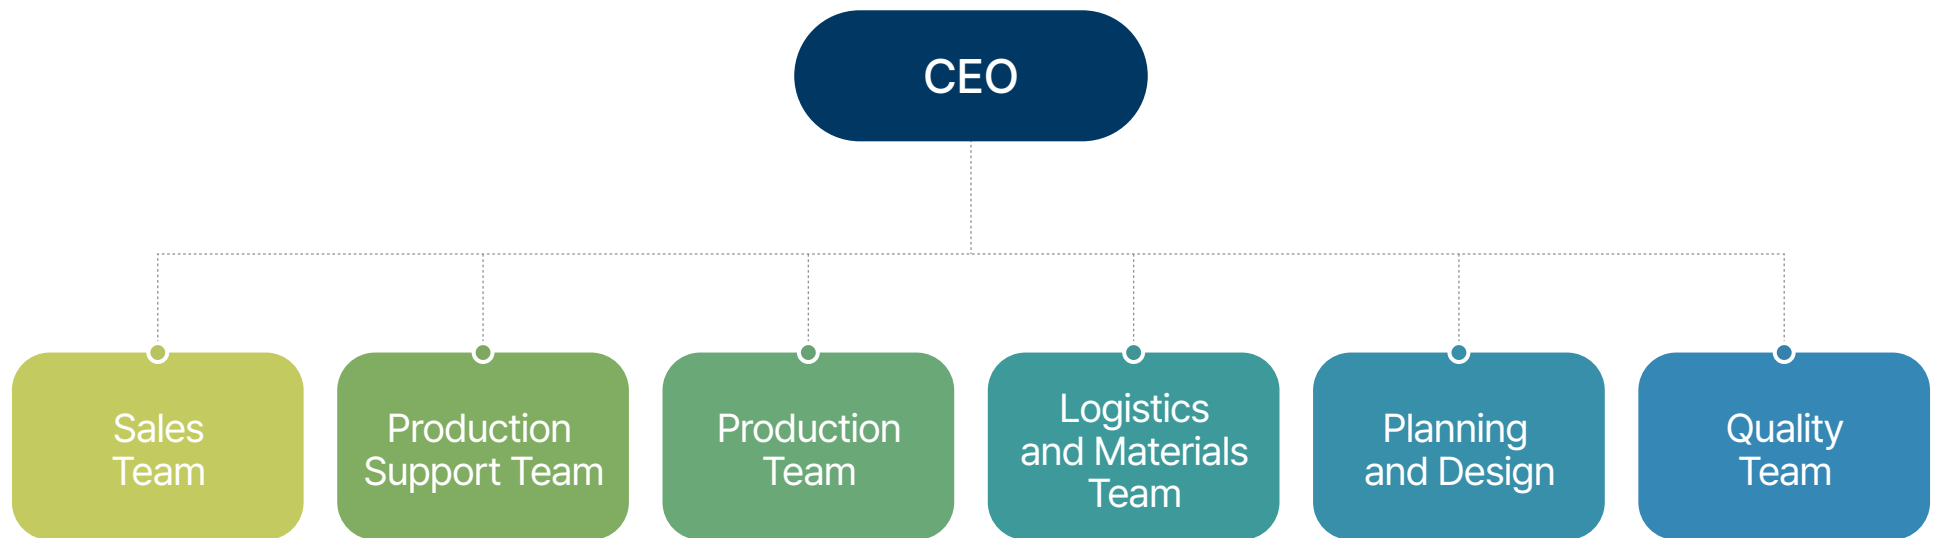 CEO
Sales
Team
Production
Support Team
Production
Team
Logistics
and Materials
Team
Planning
and Design
Quality
Team